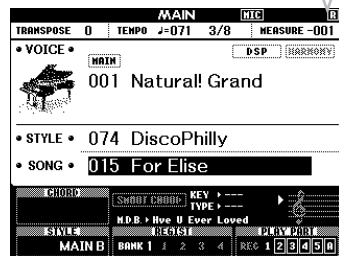 MAIN MIC R
TRANSPOSE 0 TEMPO ♩=071 3/8 MEASURE -001
• VOICE • DSP HARMONY
MAIN
001 Natural! Grand
• STYLE • 074 DiscoPhilly
• SONG • 015 For Elise
CHORD
SMART CHORD KEY ▸ ---
TYPE ▸ ---
M.D.B. ▸ Hve U Ever Loved
STYLE REGIST PLAY PART
MAIN B BANK 1 1 2 3 4 REC 1 2 3 4 5 A